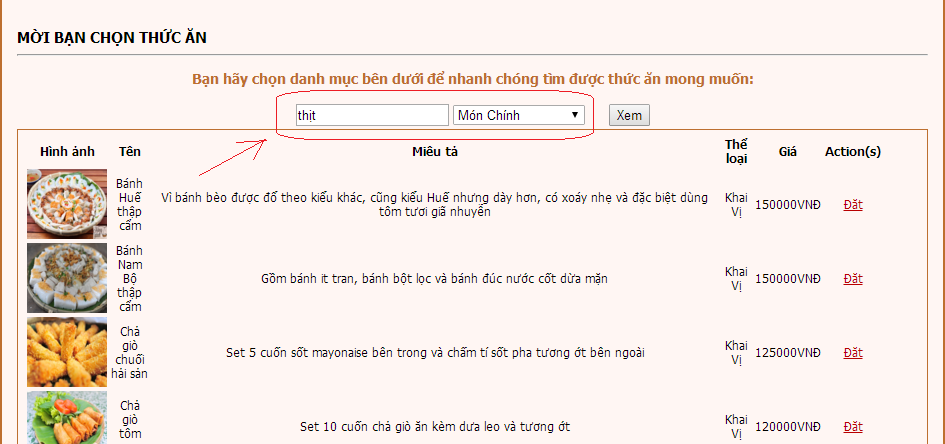 MỜI BẠN CHỌN THỨC ĂN
Bạn hãy chọn danh mục bên dưới để nhanh chóng tìm được thức ăn mong muốn:
thịt Món Chính Xem
Hình ảnh Tên Miêu tả Thể loại Giá Action(s)
Bánh Huế thập cẩm Vì bánh bèo được đổ theo kiểu khác, cũng kiểu Huế nhưng dày hơn, có xoáy nhẹ và đặc biệt dùng
tôm tươi giã nhuyễn Khai Vị 150000VNĐ Đặt
Bánh Nam Bộ thập cẩm Gồm bánh ít tran, bánh bột lọc và bánh đúc nước cốt dừa mặn Khai Vị 150000VNĐ Đặt
Chả giò chuối hải sản Set 5 cuốn sốt mayonaise bên trong và chấm tí sốt pha tương ớt bên ngoài Khai Vị 125000VNĐ Đặt
Chả giò tôm Set 10 cuốn chả giò ăn kèm dưa leo và tương ớt Khai Vị 120000VNĐ Đặt